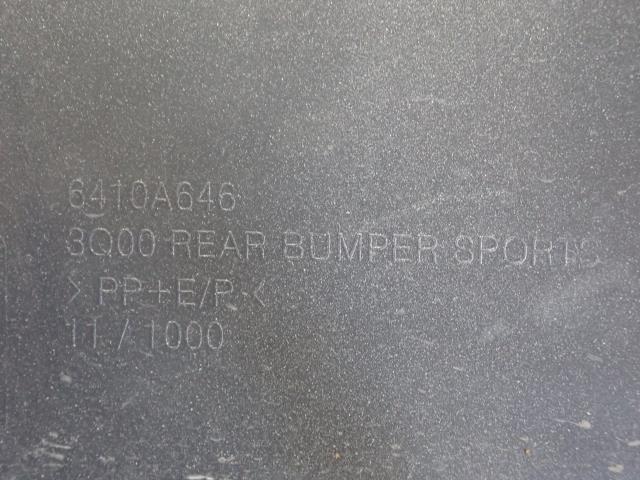 6410A646
3Q00 REAR BUMPER SPORTS
>PP+E/P<
11 / 1000